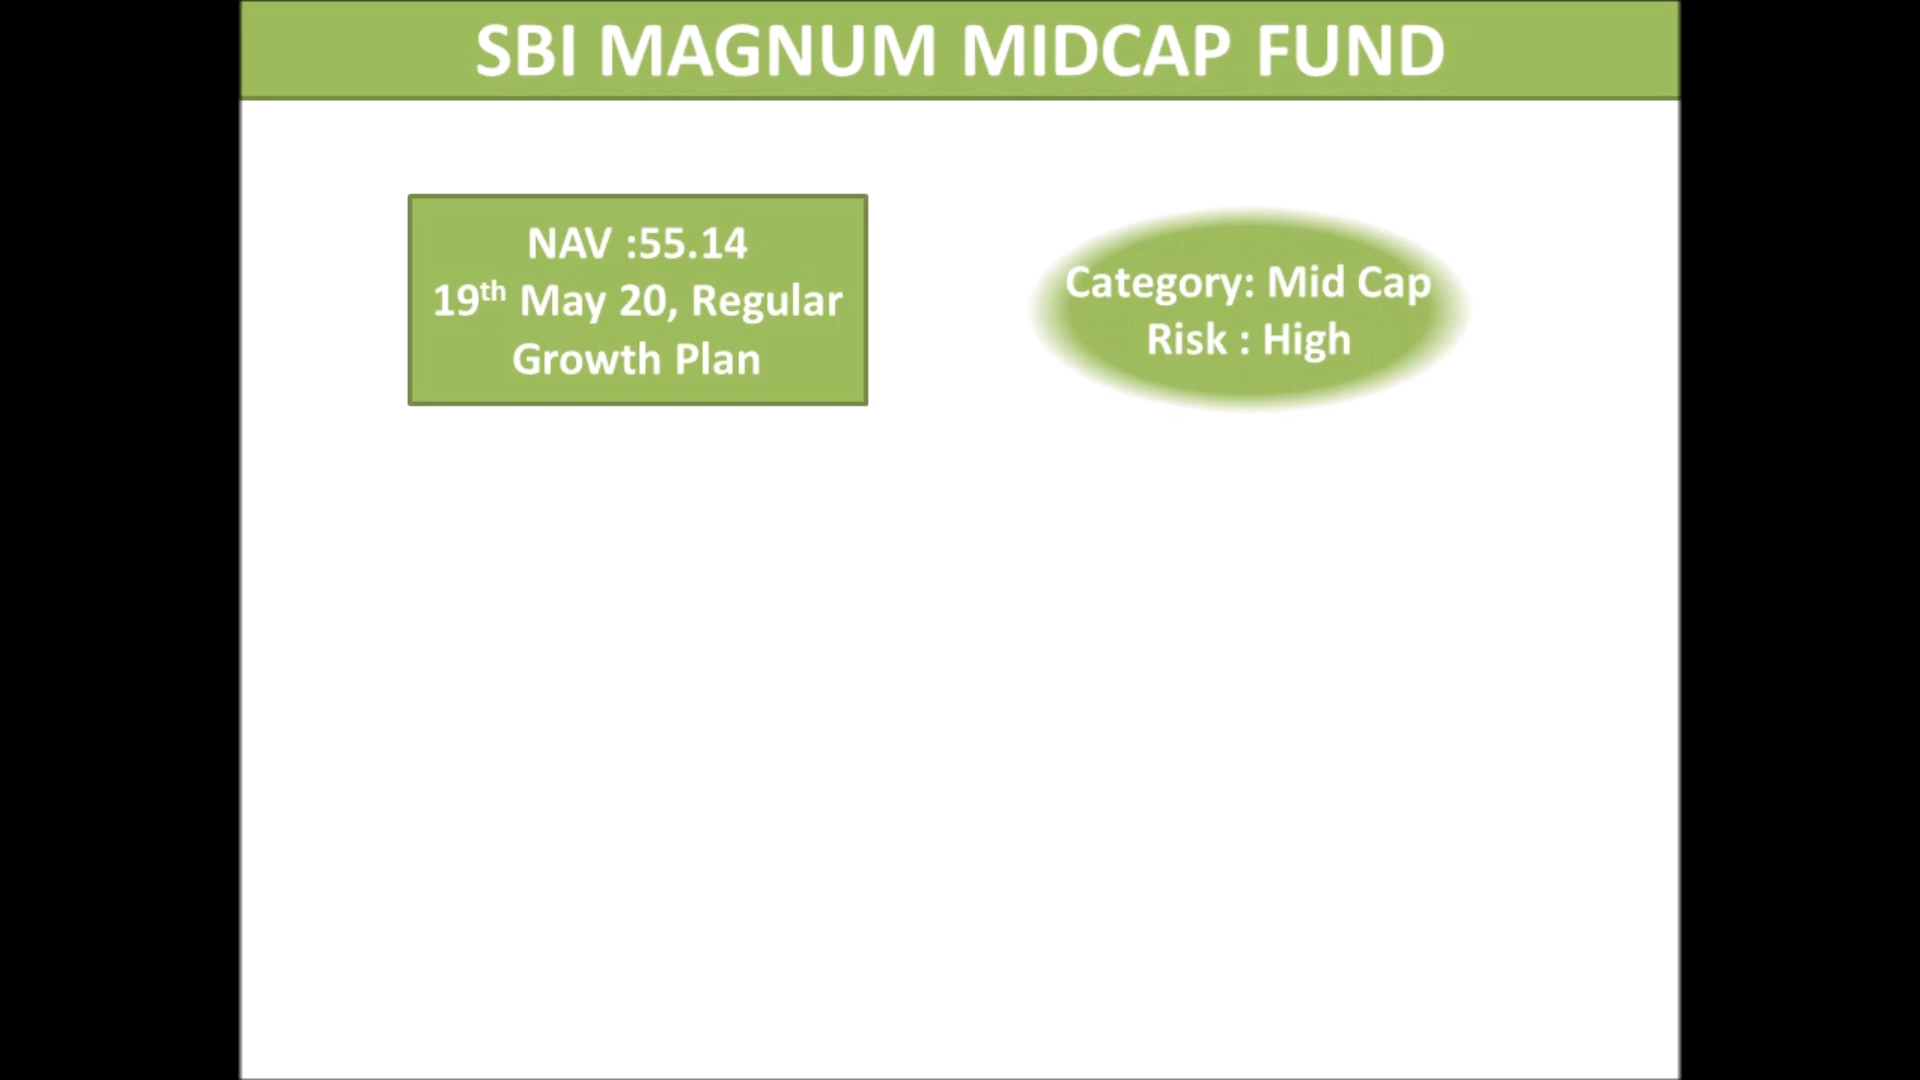 SBI MAGNUM MIDCAP FUND
NAV :55.14
19th May 20, Regular
Growth Plan
Category: Mid Cap
Risk : High